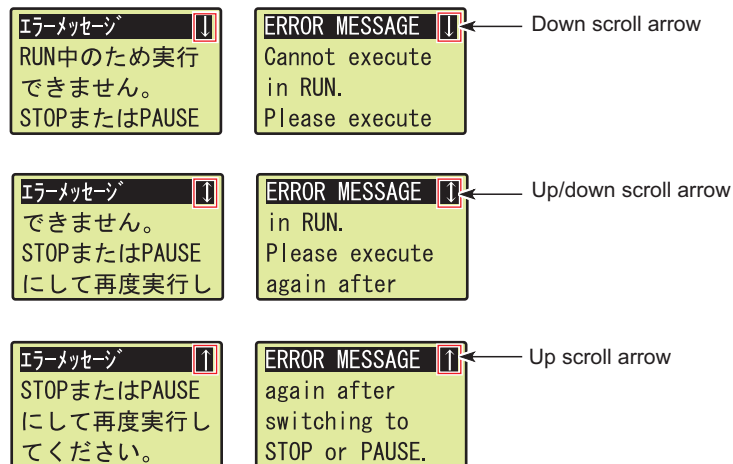 ｴﾗｰﾒｯｾｰｼﾞ ↓
RUN中のため実行
できません。
STOPまたはPAUSE
ERROR MESSAGE ↓
Cannot execute
in RUN.
Please execute
Down scroll arrow
ｴﾗｰﾒｯｾｰｼﾞ ↕
できません。
STOPまたはPAUSE
にして再度実行し
ERROR MESSAGE ↕
in RUN.
Please execute
again after
Up/down scroll arrow
ｴﾗｰﾒｯｾｰｼﾞ ↑
STOPまたはPAUSE
にして再度実行し
てください。
ERROR MESSAGE ↑
again after
switching to
STOP or PAUSE.
Up scroll arrow